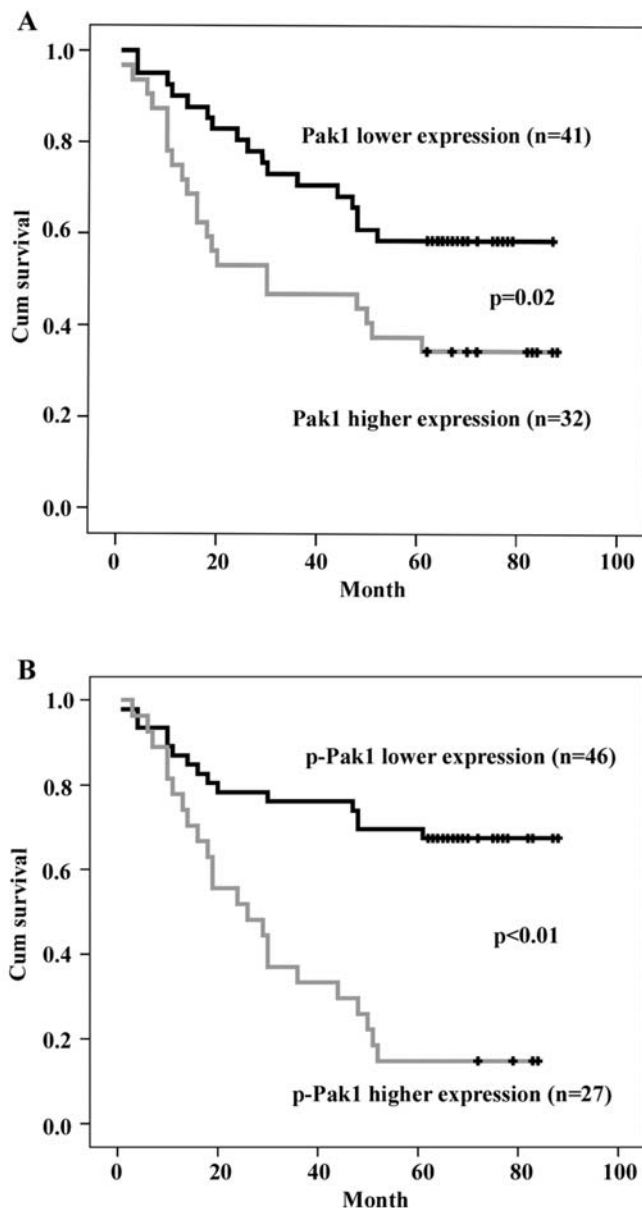 A
1.0
Pak1 lower expression (n=41)
0.8
0.6
Cum survival
p=0.02
0.4
0.2
Pak1 higher expression (n=32)
0.0
0 20 40 60 80 100
Month
B
1.0
p-Pak1 lower expression (n=46)
0.8
0.6
Cum survival
p<0.01
0.4
0.2
p-Pak1 higher expression (n=27)
0.0
0 20 40 60 80 100
Month